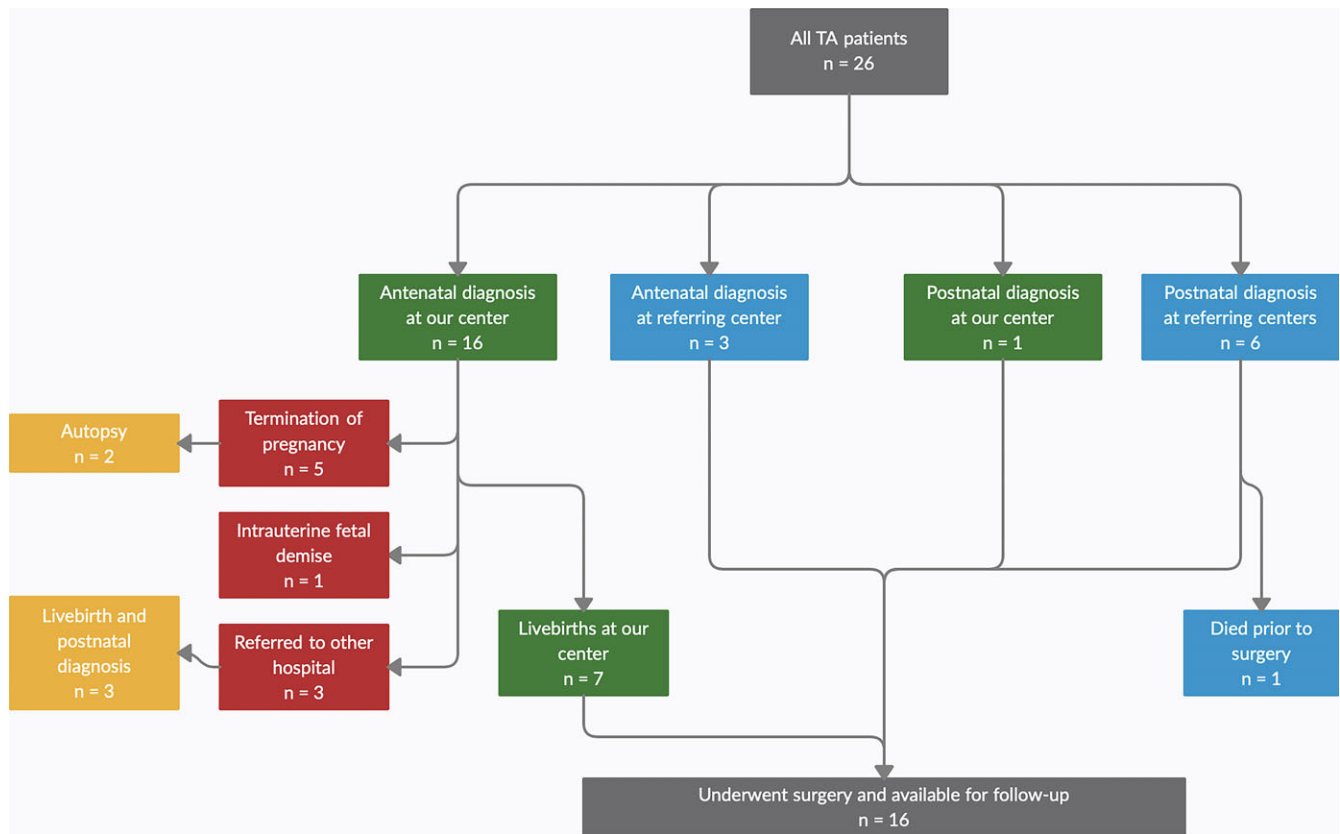 All TA patients
n = 26
Antenatal diagnosis
at our center
n = 16
Antenatal diagnosis
at referring center
n = 3
Postnatal diagnosis
at our center
n = 1
Postnatal diagnosis
at referring centers
n = 6
Autopsy
n = 2
Termination of
pregnancy
n = 5
Intrauterine fetal
demise
n = 1
Livebirth and
postnatal
diagnosis
n = 3
Referred to other
hospital
n = 3
Livebirths at our
center
n = 7
Died prior to
surgery
n = 1
Underwent surgery and available for follow-up
n = 16